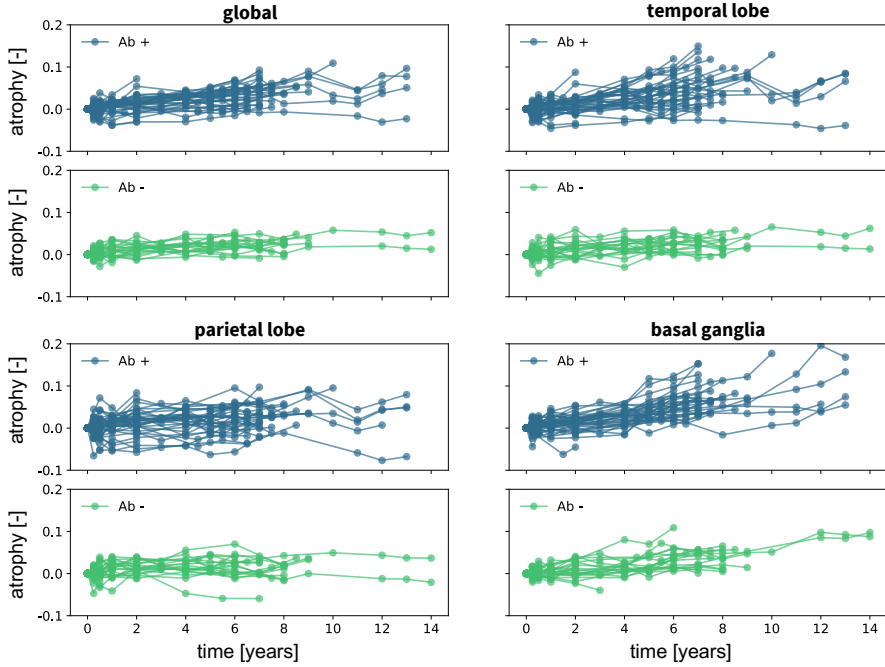 global
temporal lobe
0.2
0.1
0.0
-0.1
atrophy [-]
Ab +
Ab +
0.2
0.1
0.0
-0.1
atrophy [-]
Ab -
Ab -
parietal lobe
basal ganglia
0.2
0.1
0.0
-0.1
atrophy [-]
Ab +
Ab +
0.2
0.1
0.0
-0.1
atrophy [-]
Ab -
Ab -
0 2 4 6 8 10 12 14
0 2 4 6 8 10 12 14
time [years]
time [years]